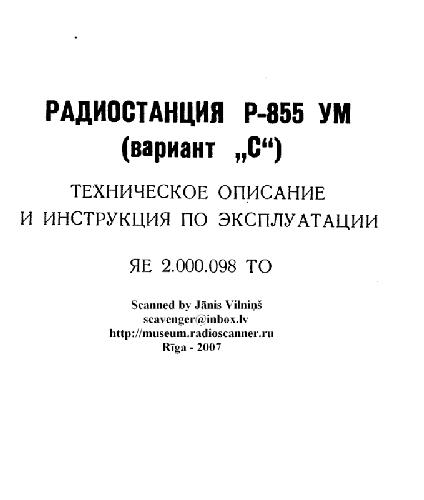 РАДИОСТАНЦИЯ Р-855 УМ
(вариант „С“)
ТЕХНИЧЕСКОЕ ОПИСАНИЕ
И ИНСТРУКЦИЯ ПО ЭКСПЛУАТАЦИИ
ЯЕ 2.000.098 ТО
Scanned by Jānis Vilniņš
scavenger@inbox.lv
http://museum.radioscanner.ru
Rīga - 2007